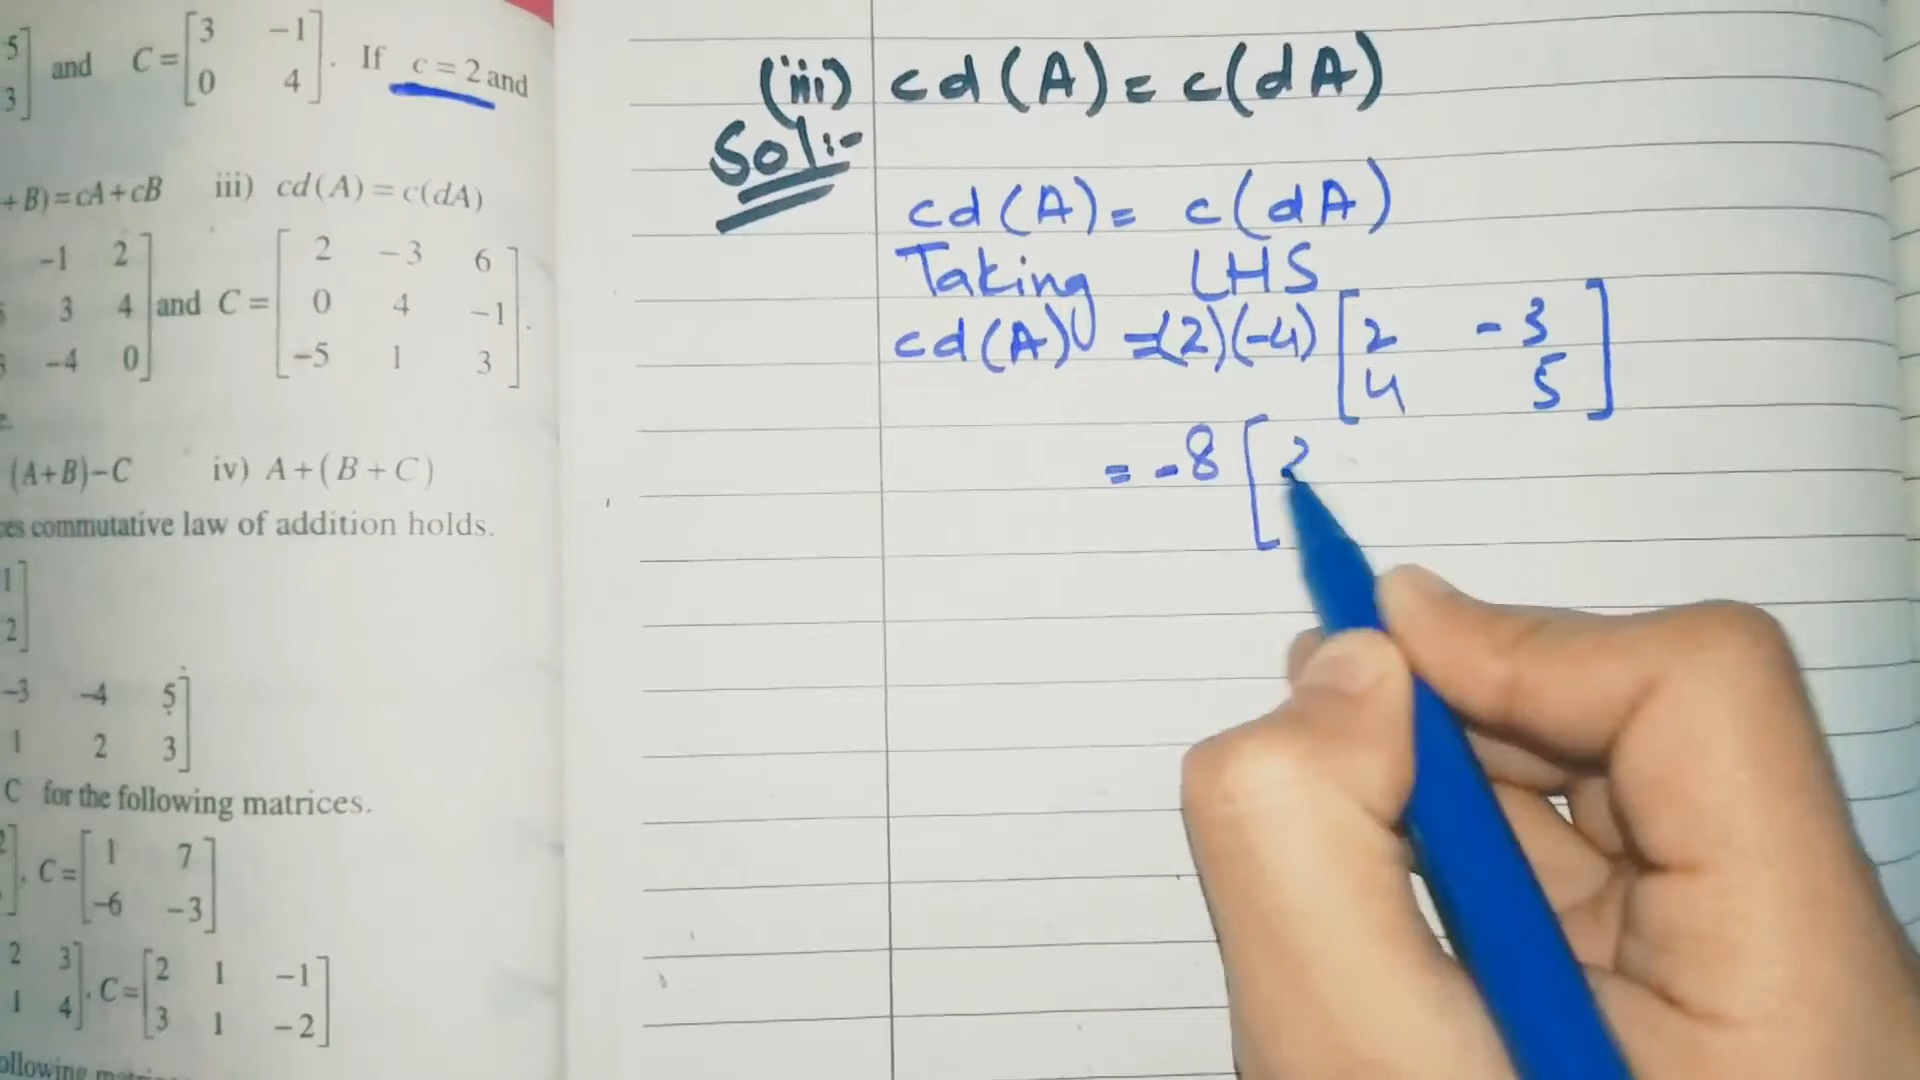 5
3
and C = [ 3 -1
0 4 ] . If c = 2 and
+ B) = cA + cB iii) cd(A) = c(dA)
-1 2
3 4
-4 0
and C =
2 -3 6
0 4 -1
-5 1 3 .
(A+B)-C iv) A+(B+C)
commutative law of addition holds.
1
2
-3 -4 5
1 2 3
C for the following matrices.
, C =
1 7
-6 -3
2 3
1 4
, C =
2 1 -1
3 1 -2
(iii) cd(A) = c(dA)
Sol:-
cd(A) = c(dA)
Taking LHS
cd(A) =(2)(-4) [ 2 -3
4 5 ]
= -8 [ 2